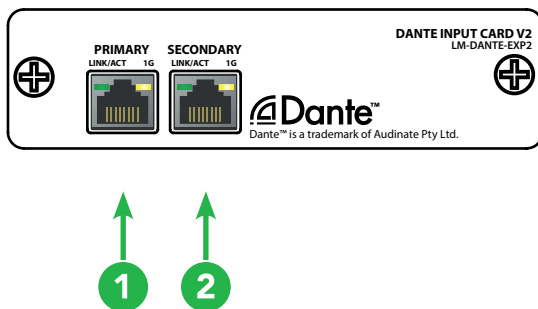 DANTE INPUT CARD V2
LM-DANTE-EXP2
PRIMARY SECONDARY
LINK/ACT 1G LINK/ACT 1G
Dante™
Dante™ is a trademark of Audinate Pty Ltd.
1 2